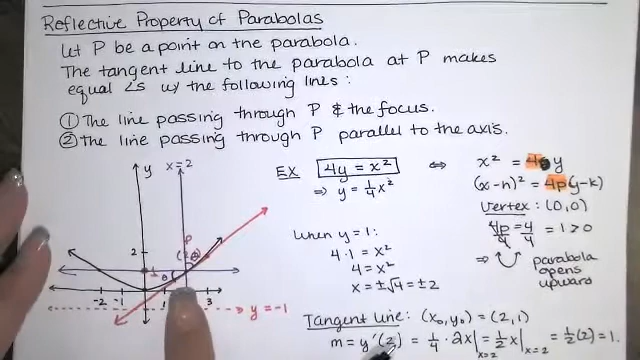 Reflective Property of Parabolas
Let P be a point on the parabola.
The tangent line to the parabola at P makes
equal ∠s w/ the following lines:
① The line passing through P & the focus.
② The line passing through P parallel to the axis.
y x=2
2
P
θ
-2 -1 1 3
y = -1
EX 4y = x² ⇔ x² = 4p y
⇒ y = 1/4 x²
(x-h)² = 4p(y-k)
Vertex: (0,0)
4p/4 = 4/4 = 1 > 0
⇒ parabola
opens
upward
When y = 1:
4·1 = x²
4 = x²
x = ±√4 = ±2
Tangent Line: (x₀, y₀) = (2, 1)
m = y'(2) = 1/4 · 2x|x=2 = 1/2 x|x=2 = 1/2 (2) = 1.